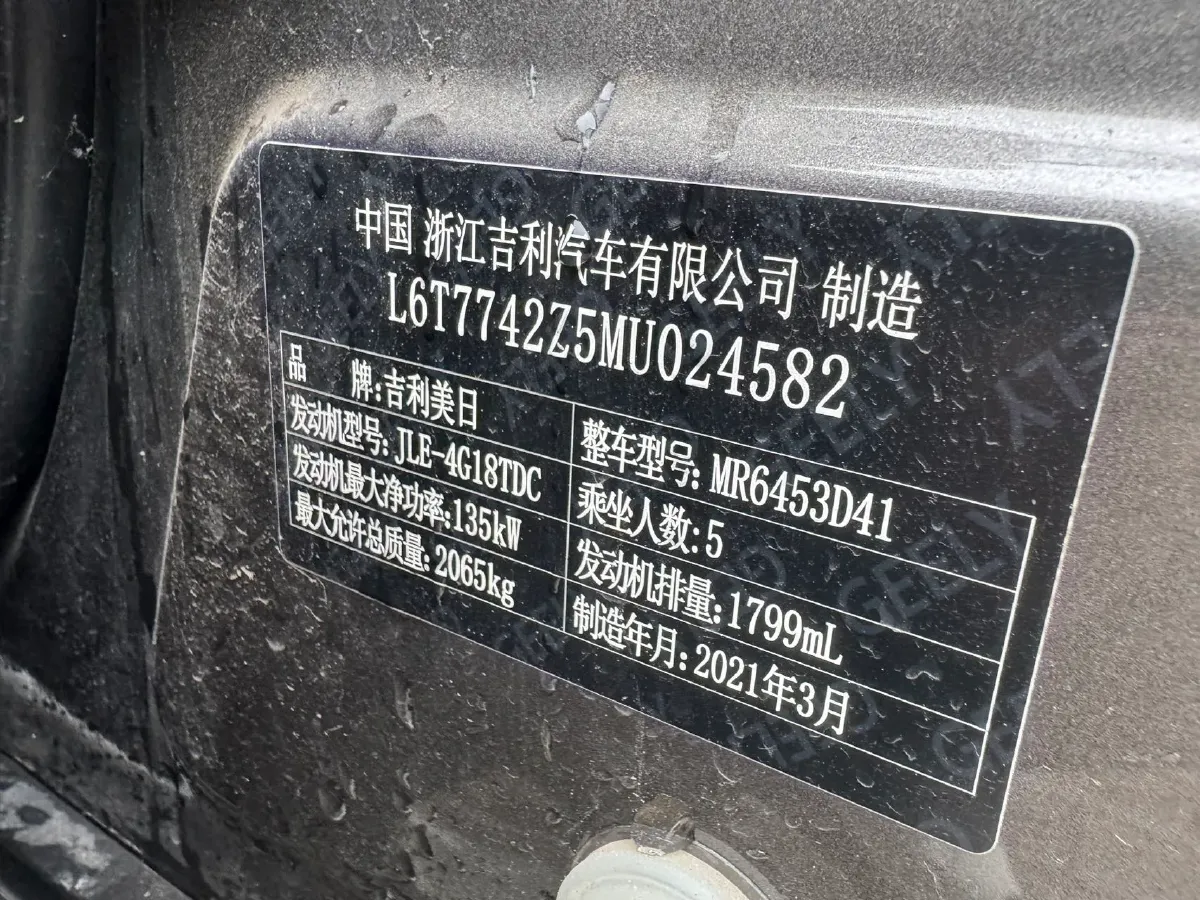 中国 浙江吉利汽车有限公司 制造
L6T7742Z5MU024582
品 牌:吉利美日 整车型号:MR6453D41
发动机型号:JLE-4G18TDC 乘坐人数:5
发动机最大净功率:135kW 发动机排量:1799mL
最大允许总质量:2065kg 制造年月:2021年3月
GEELY
GEELY